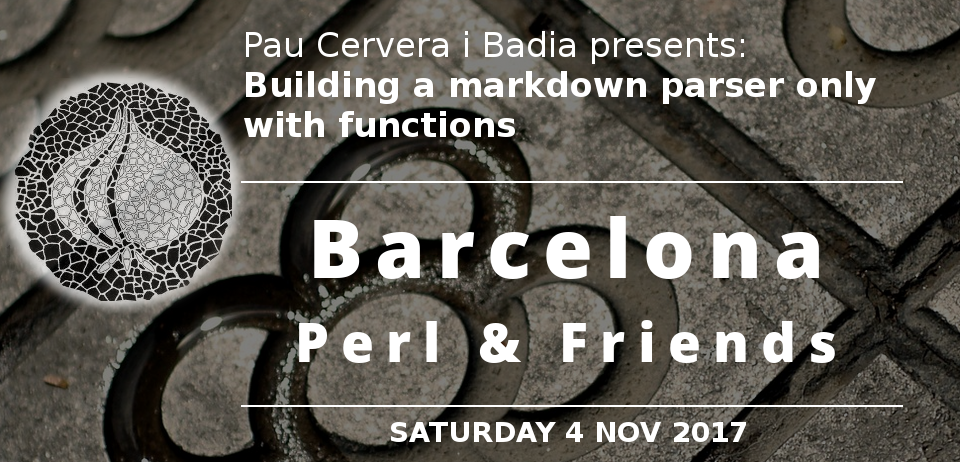 Pau Cervera i Badia presents:
Building a markdown parser only
with functions
Barcelona
Perl & Friends
SATURDAY 4 NOV 2017